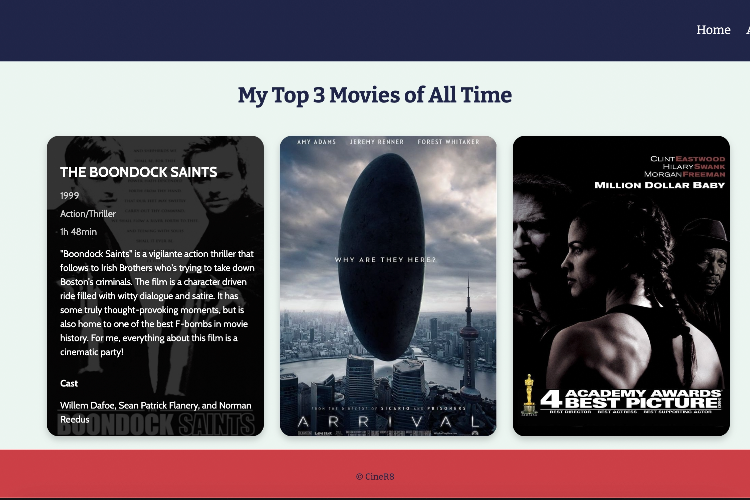 Home
My Top 3 Movies of All Time
THE BOONDOCK SAINTS
1999
Action/Thriller
1h 48min
"Boondock Saints" is a vigilante action thriller that
follows to Irish Brothers who's trying to take down
Boston's criminals. The film is a character driven
ride filled with witty dialogue and satire. It has
some truly thought-provoking moments, but is
also home to one of the best F-bombs in movie
history. For me, everything about this film is a
cinematic party!
Cast
Willem Dafoe, Sean Patrick Flanery, and Norman
Reedus
BOONDOCK SAINTS
AMY ADAMS JEREMY RENNER FOREST WHITAKER
WHY ARE THEY HERE?
FROM THE DIRECTOR OF SICARIO AND PRISONERS
ARRIVAL
CLINT EASTWOOD
HILARY SWANK
MORGAN FREEMAN
MILLION DOLLAR BABY
4 ACADEMY AWARDS
BEST PICTURE
BEST DIRECTOR BEST ACTRESS BEST SUPPORTING ACTOR
© CineR8